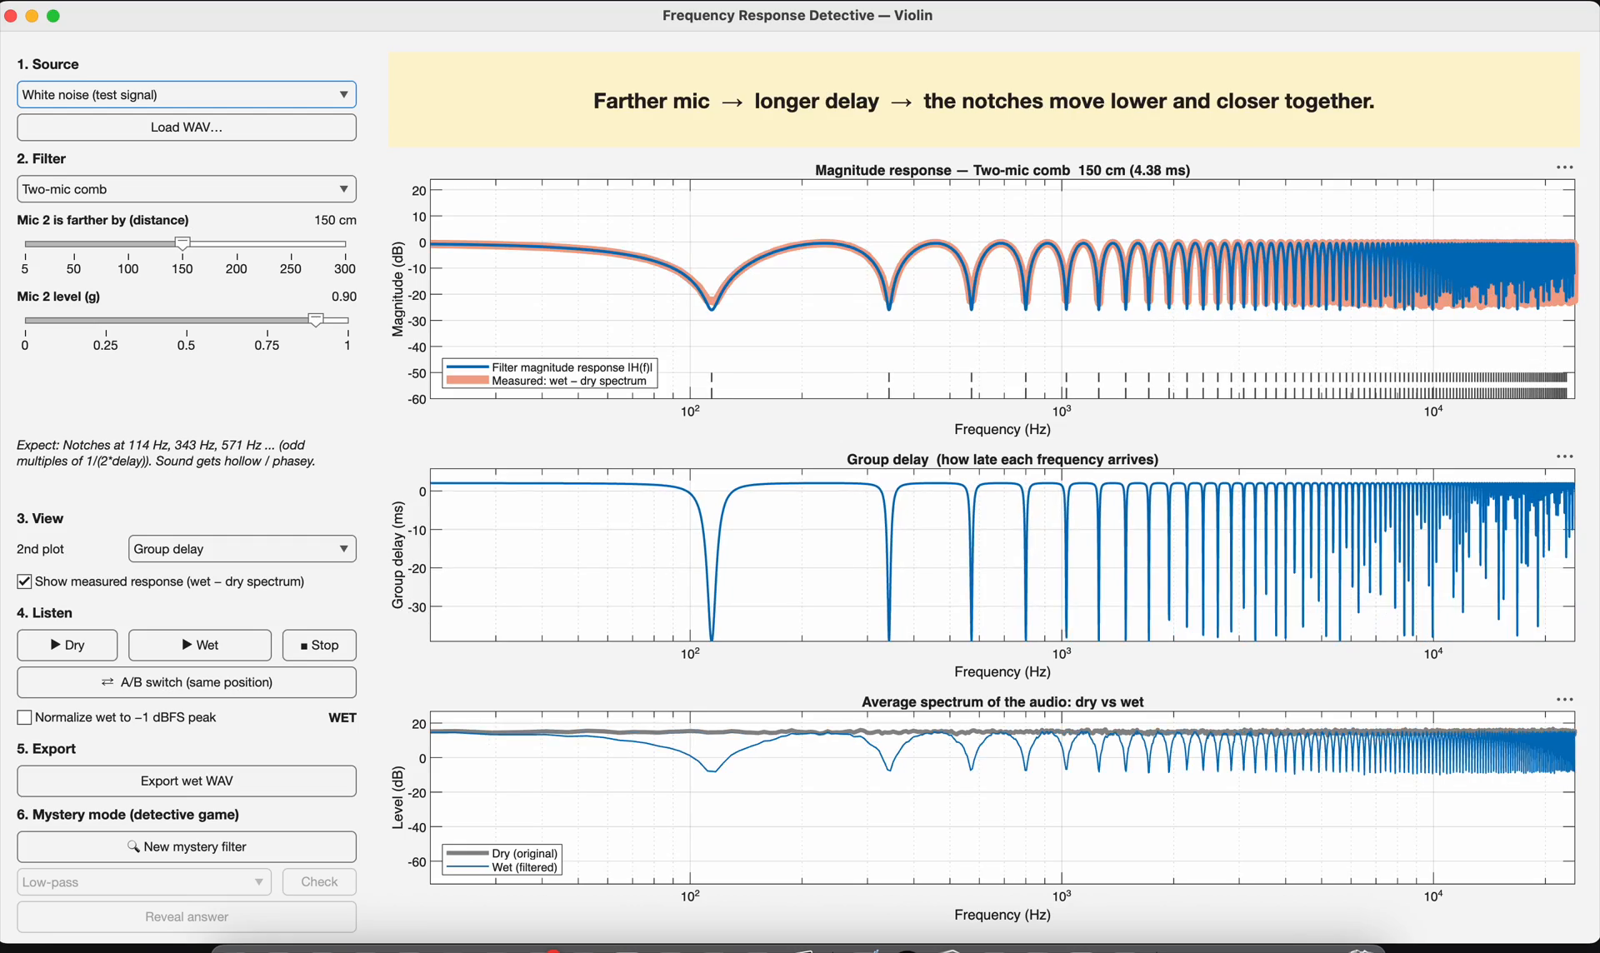 Frequency Response Detective — Violin
1. Source
White noise (test signal)
Load WAV...
2. Filter
Two-mic comb
Mic 2 is farther by (distance) 150 cm
5 50 100 150 200 250 300
Mic 2 level (g) 0.90
0 0.25 0.5 0.75 1
Expect: Notches at 114 Hz, 343 Hz, 571 Hz ... (odd
multiples of 1/(2*delay)). Sound gets hollow / phasey.
3. View
2nd plot Group delay
Show measured response (wet − dry spectrum)
4. Listen
Dry Wet Stop
A/B switch (same position)
Normalize wet to −1 dBFS peak WET
5. Export
Export wet WAV
6. Mystery mode (detective game)
New mystery filter
Low-pass Check
Reveal answer
Farther mic → longer delay → the notches move lower and closer together.
Magnitude response — Two-mic comb 150 cm (4.38 ms)
Magnitude (dB)
20
10
0
-10
-20
-30
-40
-50
-60
Filter magnitude response |H(f)|
Measured: wet − dry spectrum
10² 10³ 10⁴
Frequency (Hz)
Group delay (how late each frequency arrives)
Group delay (ms)
0
-10
-20
-30
10² 10³ 10⁴
Frequency (Hz)
Average spectrum of the audio: dry vs wet
Level (dB)
20
0
-20
-40
-60
Dry (original)
Wet (filtered)
10² 10³ 10⁴
Frequency (Hz)